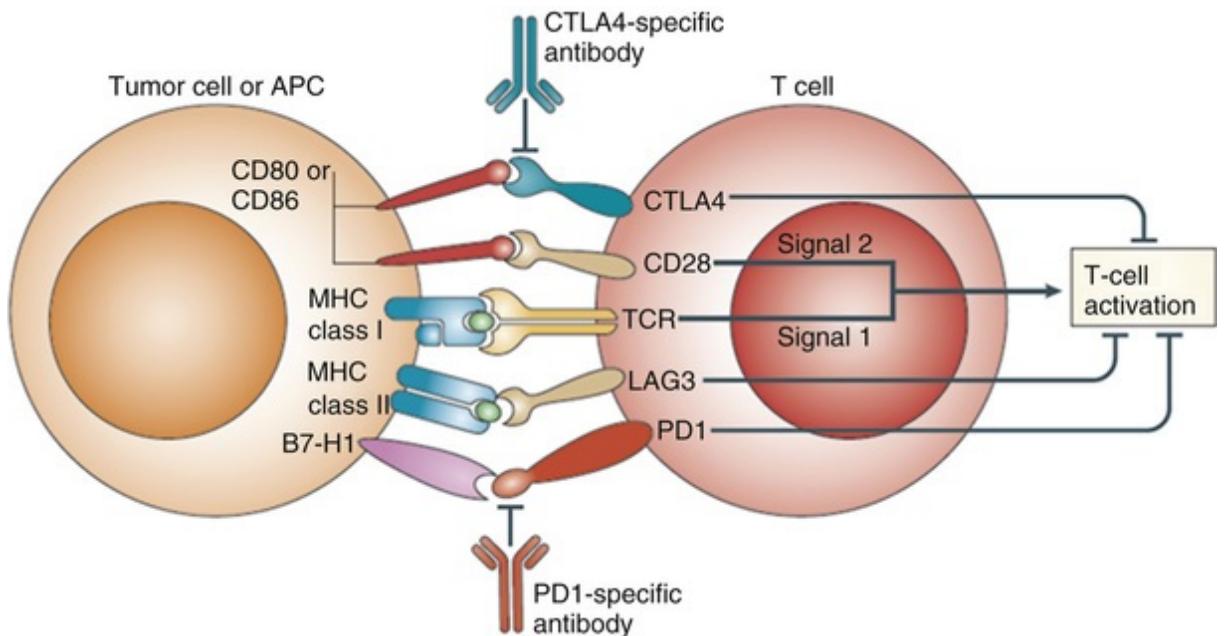 CTLA4-specific
antibody
Tumor cell or APC
T cell
CD80 or
CD86
CTLA4
Signal 2
CD28
T-cell
activation
MHC
class I
TCR
Signal 1
MHC
class II
LAG3
B7-H1
PD1
PD1-specific
antibody